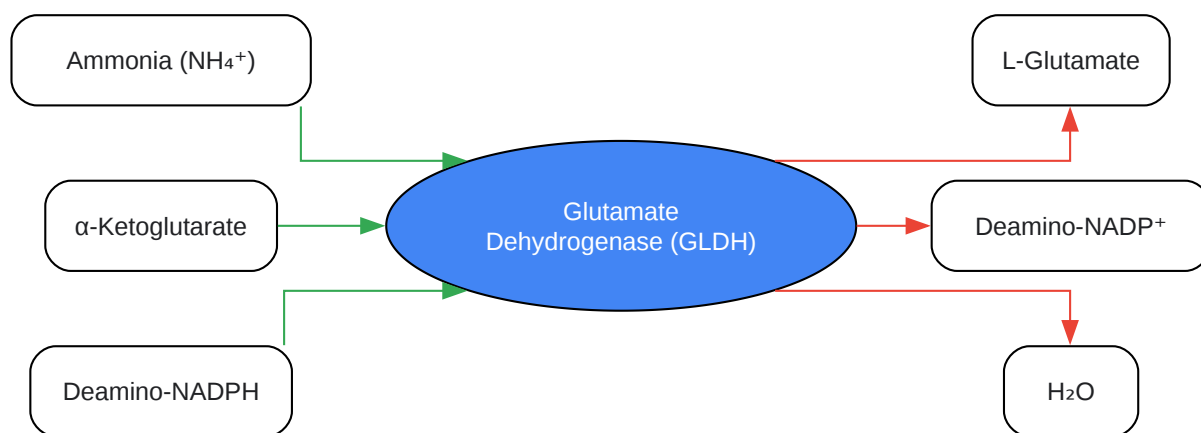 Ammonia (NH₄⁺)
L-Glutamate
α-Ketoglutarate
Glutamate
Dehydrogenase (GLDH)
Deamino-NADP⁺
Deamino-NADPH
H₂O